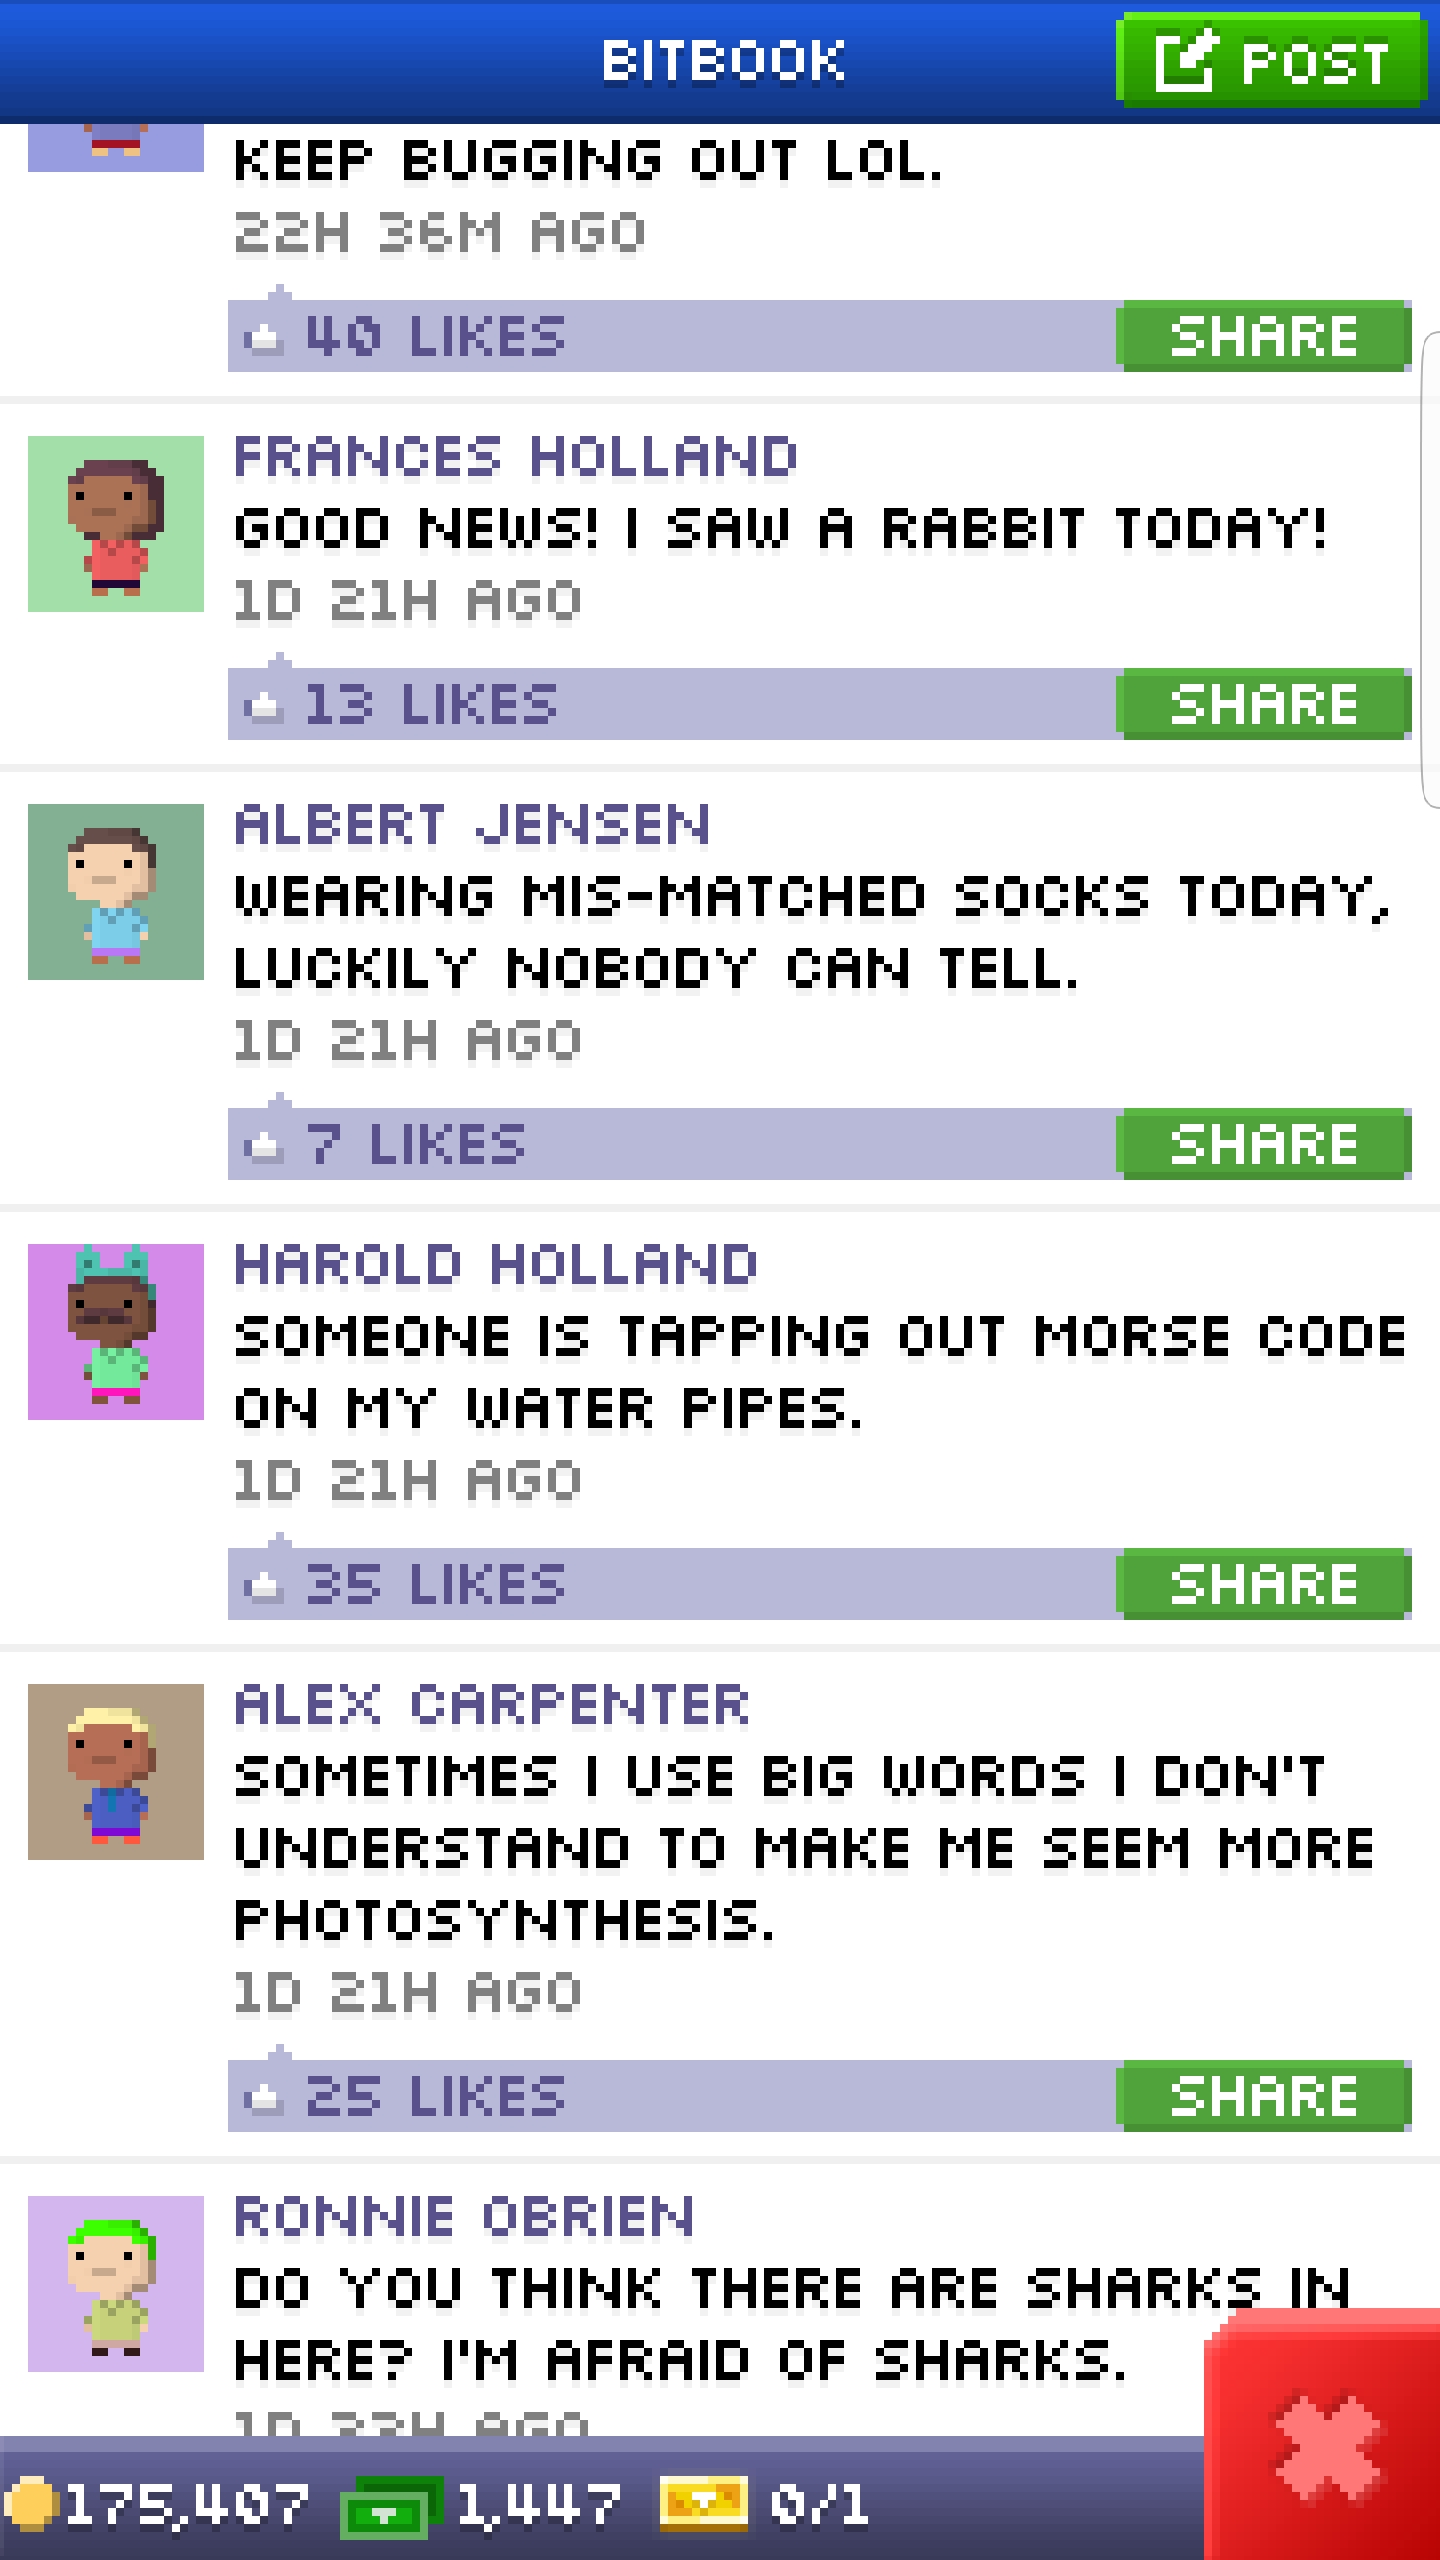 BITBOOK
POST
KEEP BUGGING OUT LOL.
22H 36M AGO
40 LIKES
SHARE
FRANCES HOLLAND
GOOD NEWS! I SAW A RABBIT TODAY!
1D 21H AGO
13 LIKES
SHARE
ALBERT JENSEN
WEARING MIS-MATCHED SOCKS TODAY,
LUCKILY NOBODY CAN TELL.
1D 21H AGO
7 LIKES
SHARE
HAROLD HOLLAND
SOMEONE IS TAPPING OUT MORSE CODE
ON MY WATER PIPES.
1D 21H AGO
35 LIKES
SHARE
ALEX CARPENTER
SOMETIMES I USE BIG WORDS I DON'T
UNDERSTAND TO MAKE ME SEEM MORE
PHOTOSYNTHESIS.
1D 21H AGO
25 LIKES
SHARE
RONNIE OBRIEN
DO YOU THINK THERE ARE SHARKS IN
HERE? I'M AFRAID OF SHARKS.
1D 22H AGO
175,407
1,447
0/1